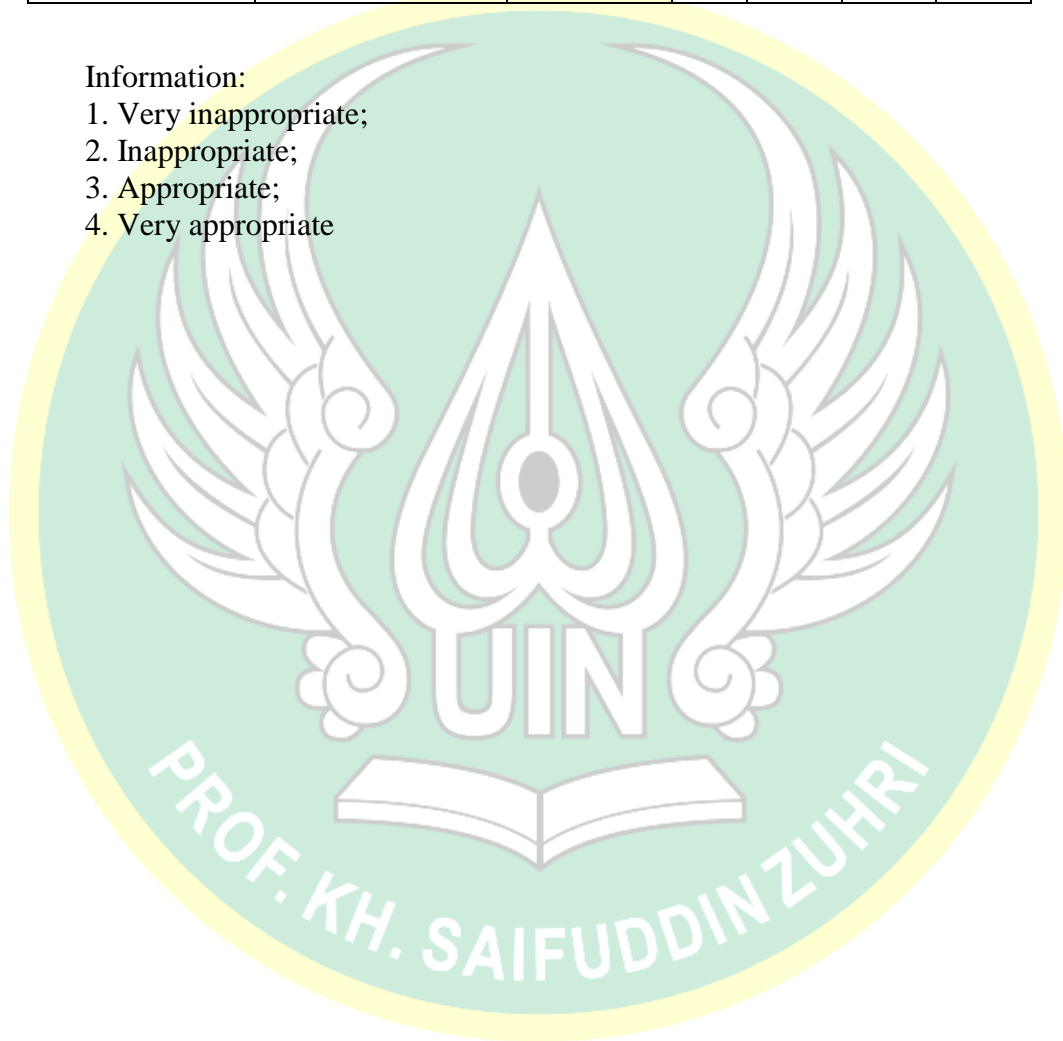 Information:
1. Very inappropriate;
2. Inappropriate;
3. Appropriate;
4. Very appropriate
UIN
PROF. KH. SAIFUDDIN ZUHRI